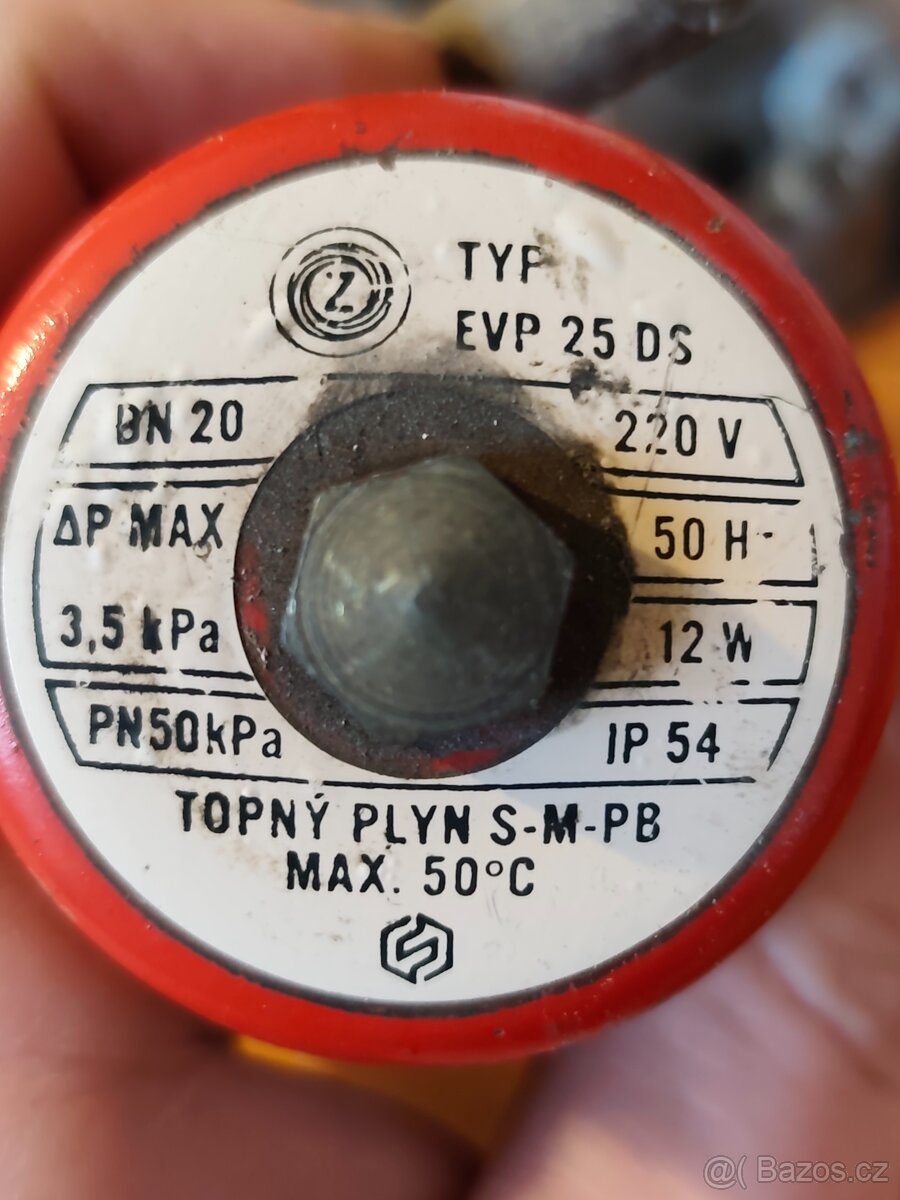 Z
TYP
EVP 25 DS
DN 20
220 V
ΔP MAX
50 H
3,5 kPa
12 W
PN50kPa
IP 54
TOPNÝ PLYN S-M-PB
MAX. 50°C
@( Bazos.cz